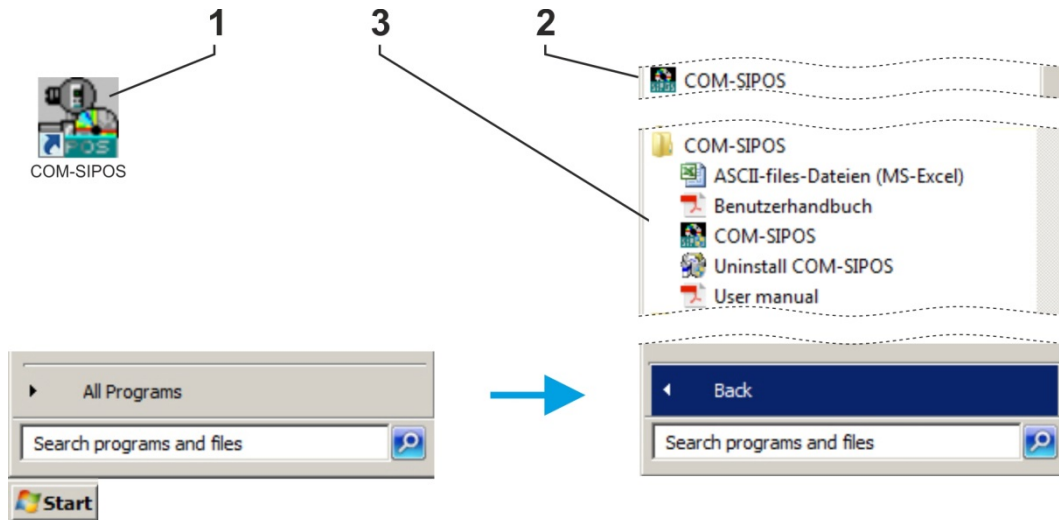 1
3
2
POS
COM-SIPOS
COM-SIPOS
COM-SIPOS
ASCII-files-Dateien (MS-Excel)
Benutzerhandbuch
COM-SIPOS
Uninstall COM-SIPOS
User manual
All Programs
Search programs and files
Start
Back
Search programs and files